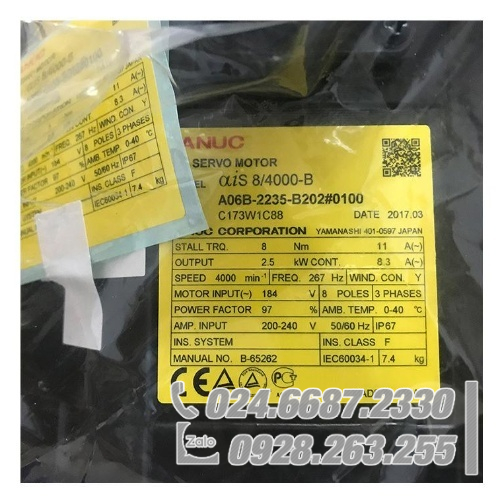 11 A(~)
8.3 A(~)
267 Hz WIND. CON. Y
8 POLES 3 PHASES
97 % AMB. TEMP. 0-40 ℃
200-240 V 50/60 Hz IP67
INS. CLASS F
IEC60034-1 7.4 kg
ANUC
SERVO MOTOR
EL αiS 8/4000-B
A06B-2235-B202#0100
C173W1C88 DATE 2017.03
UC CORPORATION YAMANASHI 401-0597 JAPAN
STALL TRQ. 8 Nm 11 A(~)
OUTPUT 2.5 kW CONT. 8.3 A(~)
SPEED 4000 min⁻¹ FREQ. 267 Hz WIND. CON. Y
MOTOR INPUT(~) 184 V 8 POLES 3 PHASES
POWER FACTOR 97 % AMB. TEMP. 0-40 ℃
AMP. INPUT 200-240 V 50/60 Hz IP67
INS. SYSTEM INS. CLASS F
MANUAL NO. B-65262 IEC60034-1 7.4 kg
CE
024.6687.2330
Zalo 0928.263.255